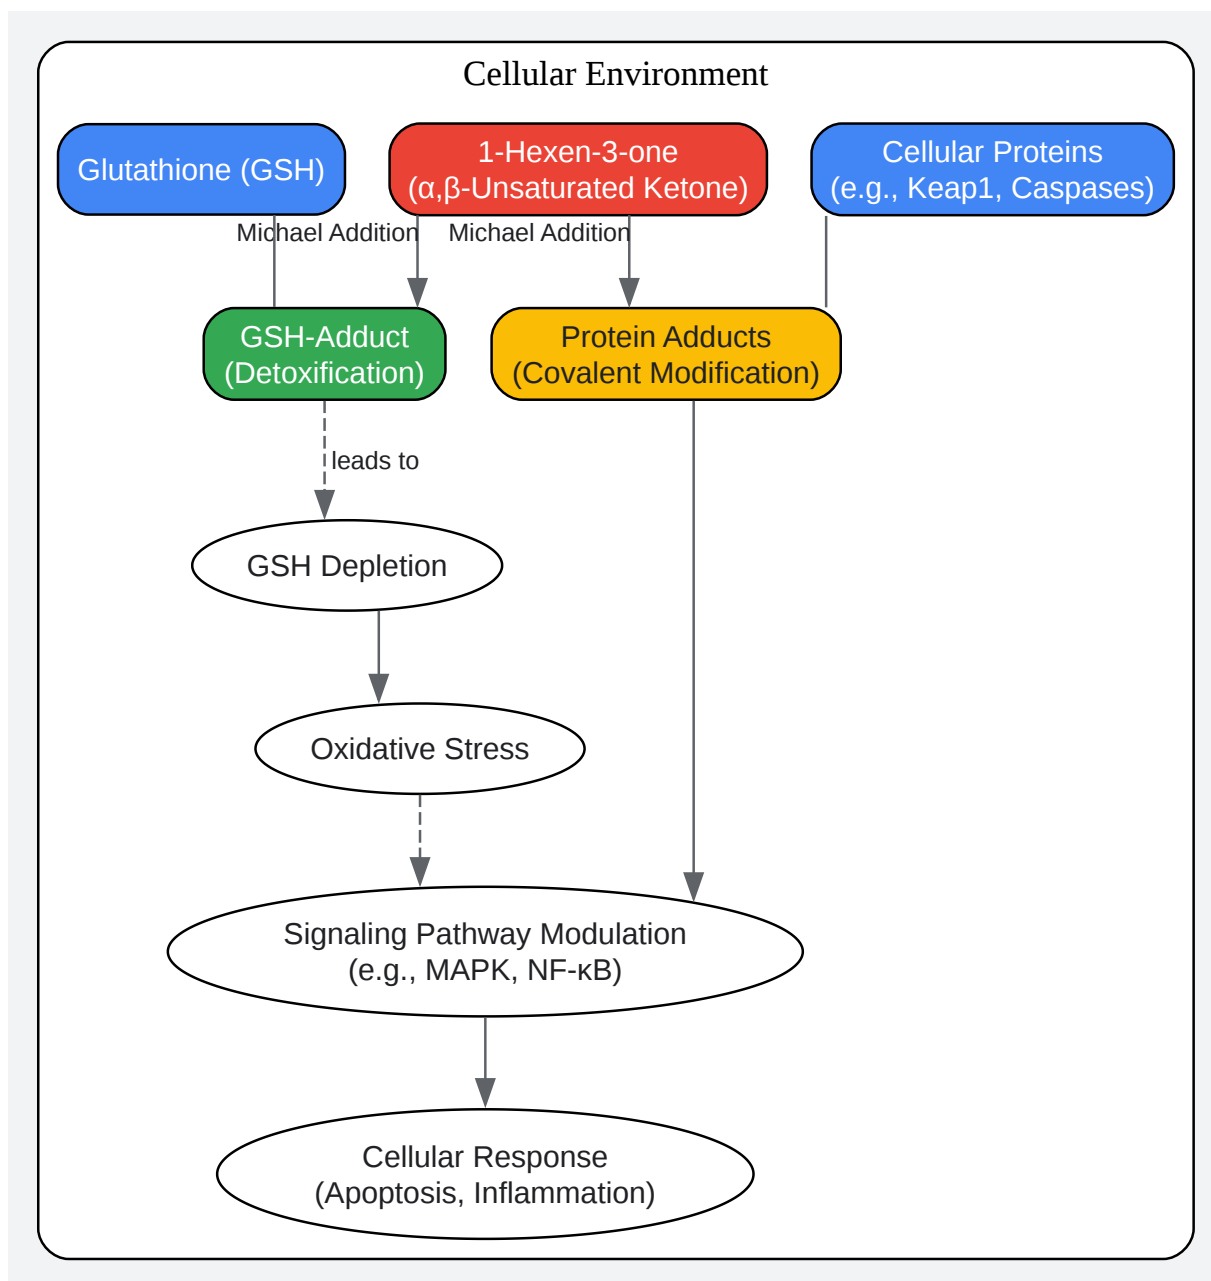 Cellular Environment
Glutathione (GSH)
1-Hexen-3-one
(α,β-Unsaturated Ketone)
Cellular Proteins
(e.g., Keap1, Caspases)
Michael Addition
Michael Addition
GSH-Adduct
(Detoxification)
Protein Adducts
(Covalent Modification)
leads to
GSH Depletion
Oxidative Stress
Signaling Pathway Modulation
(e.g., MAPK, NF-κB)
Cellular Response
(Apoptosis, Inflammation)